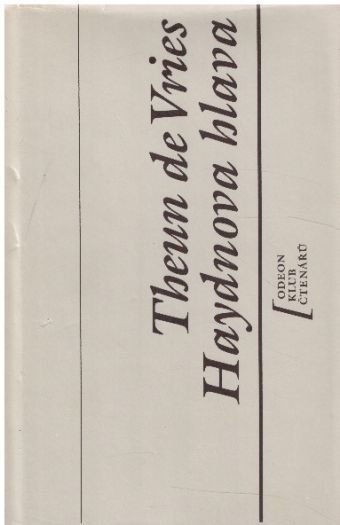 Theun de Vries
Haydnova hlava
ODEON
KLUB
ČTENÁŘŮ